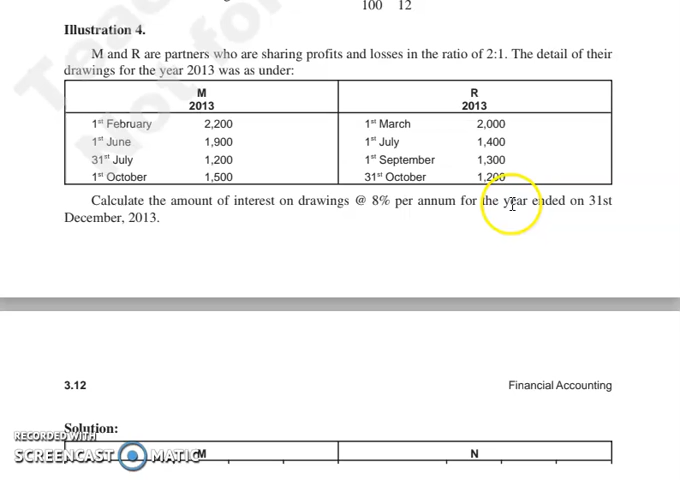 100 12
Illustration 4.
M and R are partners who are sharing profits and losses in the ratio of 2:1. The detail of their
drawings for the year 2013 was as under:
M R
2013 2013
1st February 2,200 1st March 2,000
1st June 1,900 1st July 1,400
31st July 1,200 1st September 1,300
1st October 1,500 31st October 1,200
Calculate the amount of interest on drawings @ 8% per annum for the year ended on 31st
December, 2013.
3.12 Financial Accounting
Solution:
M N
RECORDED WITH
SCREENCAST MATIC